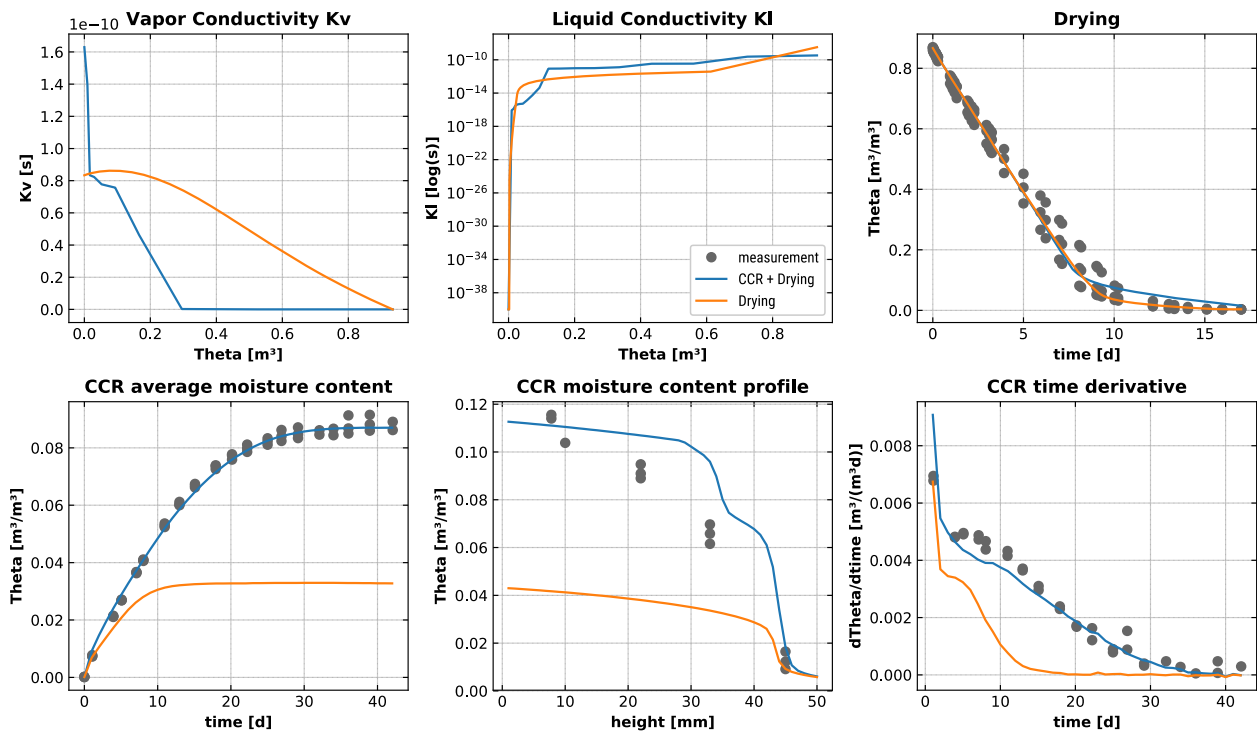 Vapor Conductivity Kv
1e−10
1.6
1.4
1.2
1.0
0.8
0.6
0.4
0.2
0.0
Kv [s]
0.0 0.2 0.4 0.6 0.8
Theta [m³]
Liquid Conductivity Kl
10⁻¹⁰
10⁻¹⁴
10⁻¹⁸
10⁻²²
10⁻²⁶
10⁻³⁰
10⁻³⁴
10⁻³⁸
Kl [log(s)]
measurement
CCR + Drying
Drying
0.0 0.2 0.4 0.6 0.8
Theta [m³]
Drying
0.8
0.6
0.4
0.2
0.0
Theta [m³/m³]
0 5 10 15
time [d]
CCR average moisture content
0.08
0.06
0.04
0.02
0.00
Theta [m³/m³]
0 10 20 30 40
time [d]
CCR moisture content profile
0.12
0.10
0.08
0.06
0.04
0.02
0.00
Theta [m³/m³]
0 10 20 30 40 50
height [mm]
CCR time derivative
0.008
0.006
0.004
0.002
0.000
dTheta/dtime [m³/(m³d)]
0 10 20 30 40
time [d]